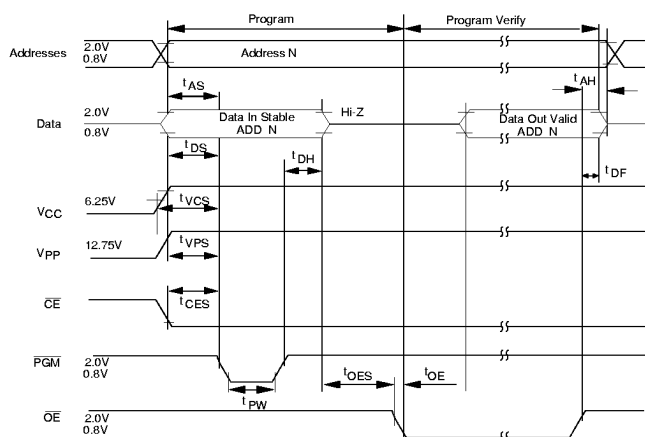 Program
Program Verify
Addresses
2.0V
0.8V
Address N
tAS
tAH
Data
2.0V
0.8V
Data In Stable
ADD N
Hi-Z
Data Out Valid
ADD N
tDS
tDH
tDF
VCC
6.25V
tVCS
VPP
12.75V
tVPS
CE
tCES
PGM
2.0V
0.8V
tPW
tOES
tOE
OE
2.0V
0.8V